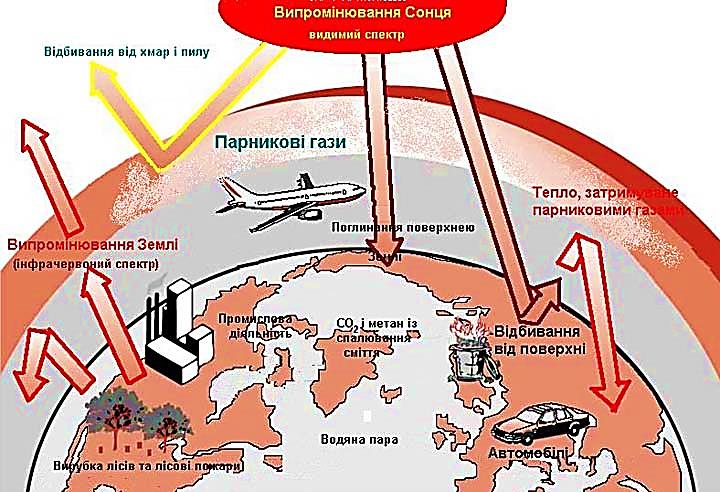 Випромінювання Сонця
видимий спектр
Відбивання від хмар і пилу
Парникові гази
Тепло, затримуване
парниковими газами
Поглинання поверхнею
Землі
Випромінювання Землі
(інфрачервоний спектр)
Промислова
діяльність
CO2 і метан із
спалювання
сміття
Відбивання
від поверхні
Водяна пара
Автомобілі
Вирубка лісів та лісові пожари